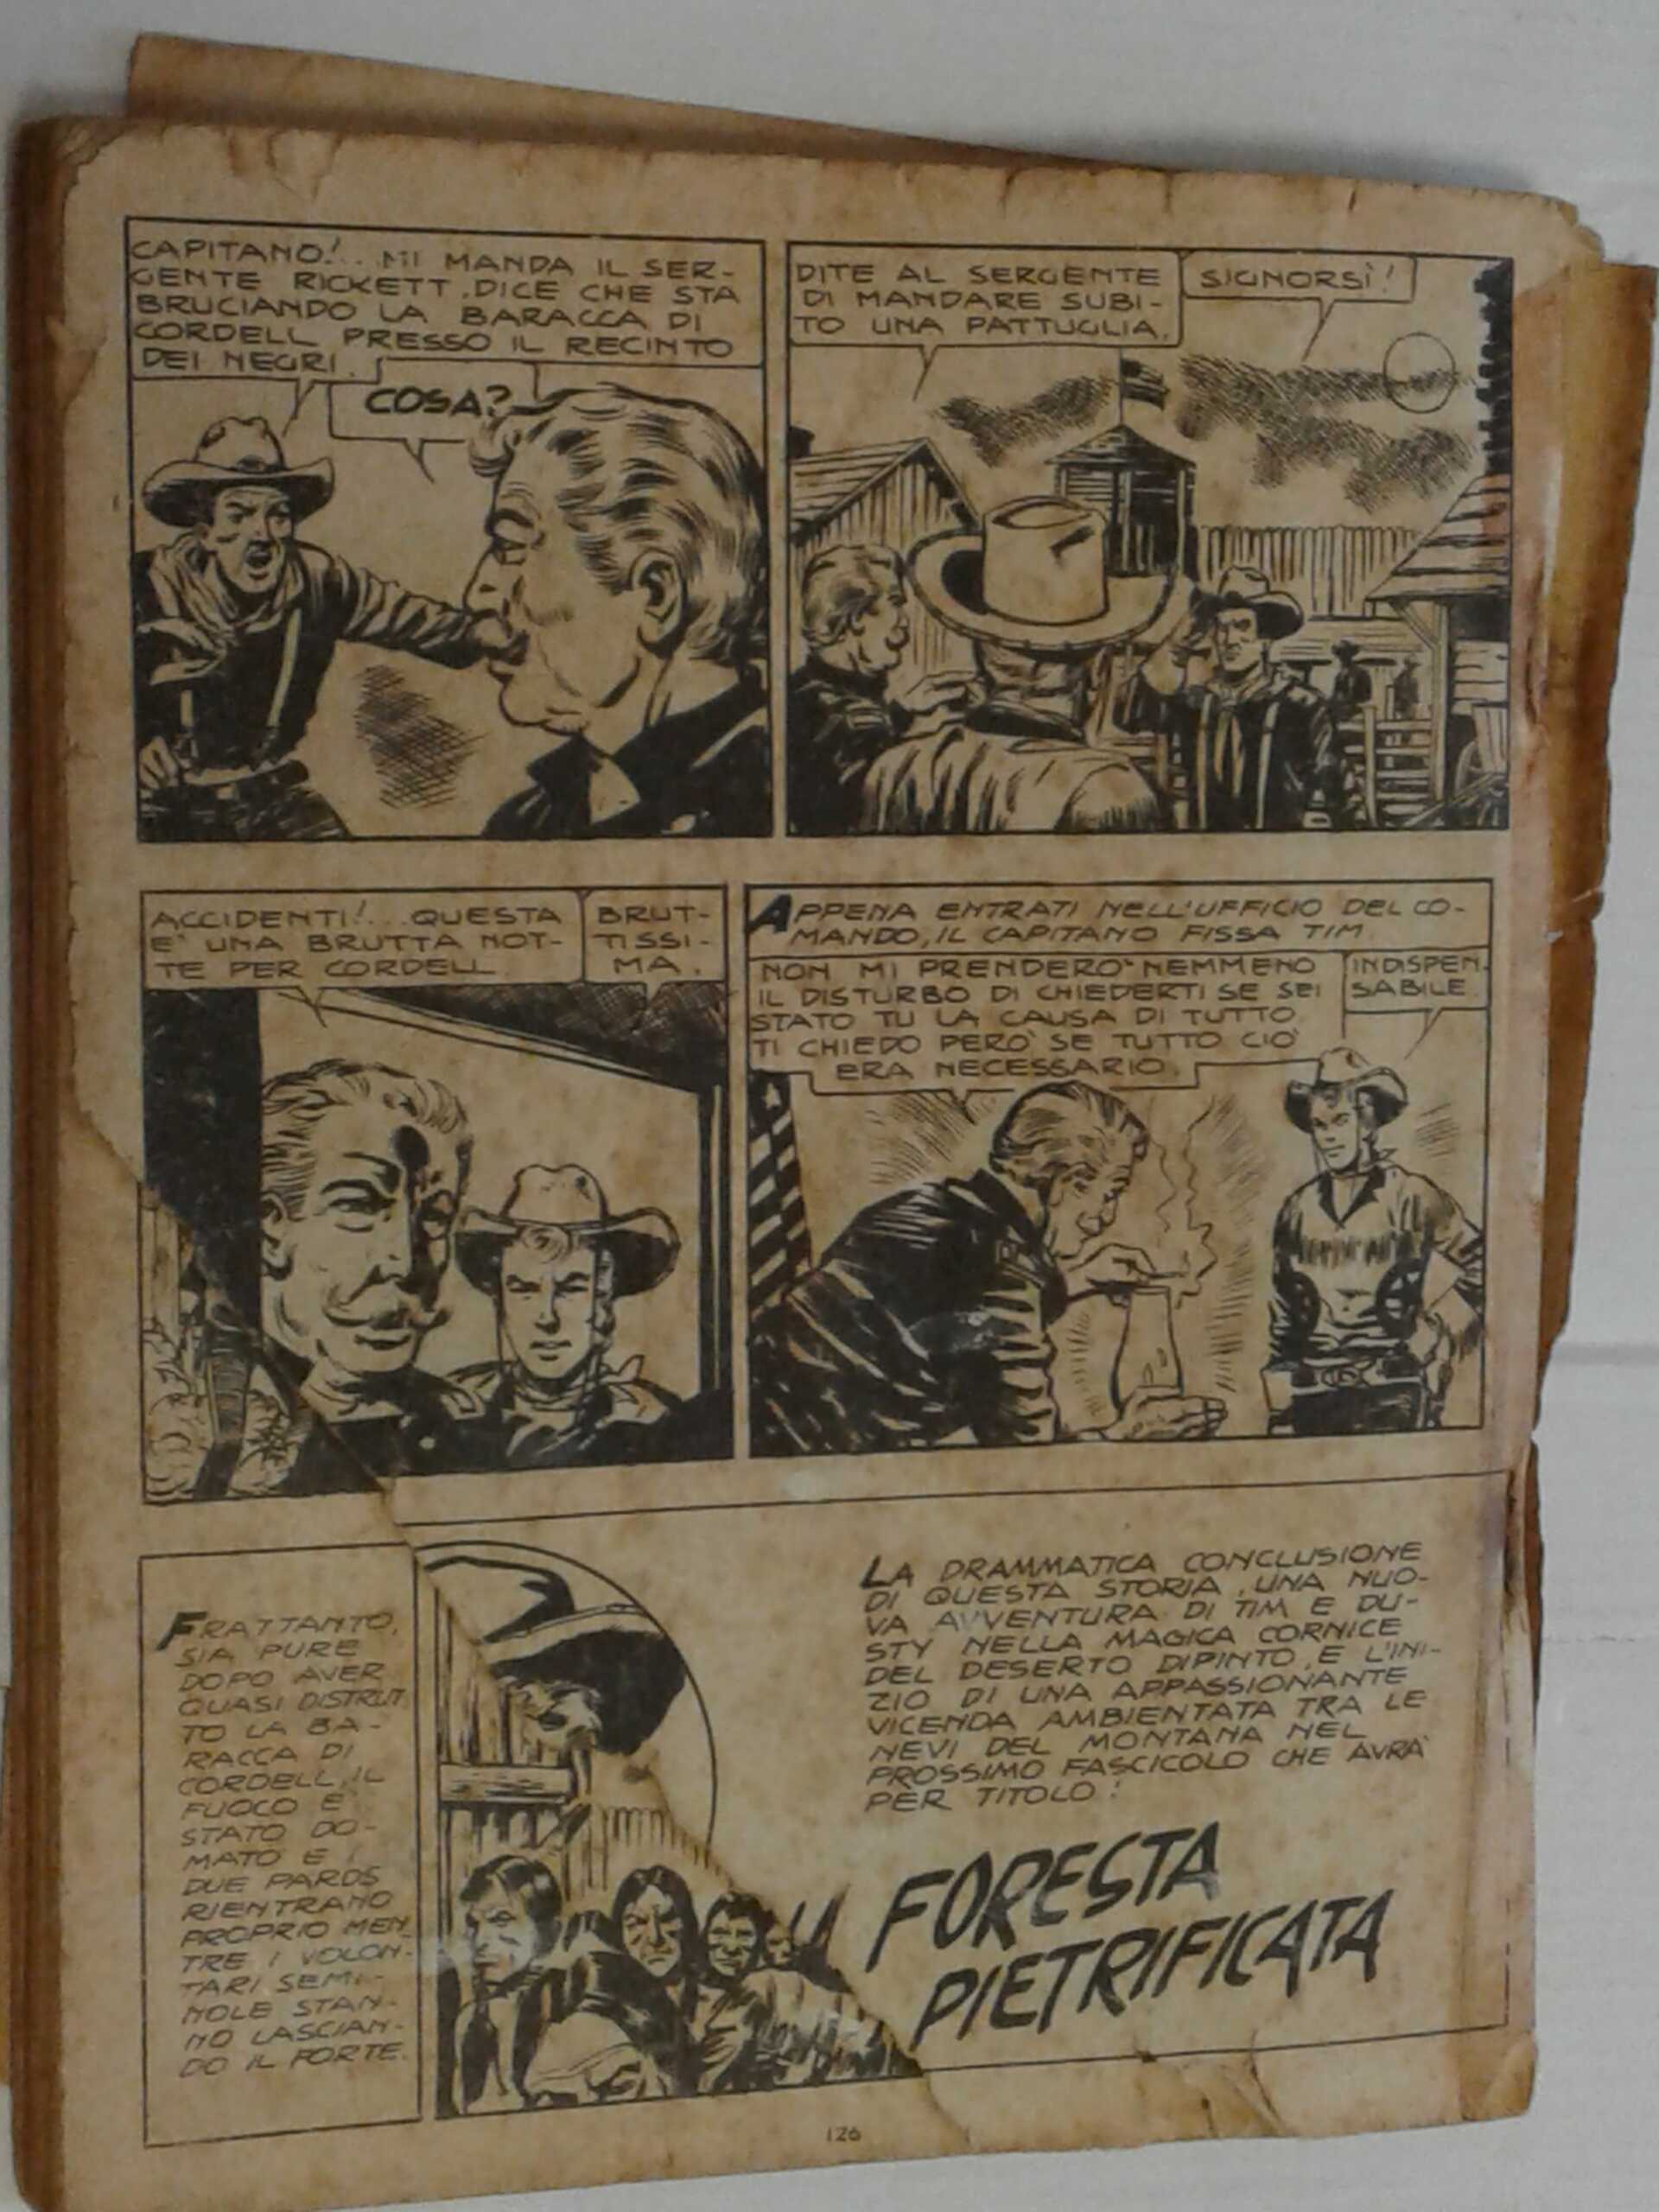 CAPITANO!.. MI MANDA IL SER-
GENTE RICKETT. DICE CHE STA
BRUCIANDO LA BARACCA DI
CORDELL PRESSO IL RECINTO
DEI NEGRI.
COSA?
DITE AL SERGENTE
DI MANDARE SUBI-
TO UNA PATTUGLIA.
SIGNORSÌ!
ACCIDENTI!...QUESTA
E' UNA BRUTTA NOT-
TE PER CORDELL
BRUT-
TISSI-
MA.
APPENA ENTRATI NELL'UFFICIO DEL CO-
MANDO, IL CAPITANO FISSA TIM.
NON MI PRENDERO' NEMMENO
IL DISTURBO DI CHIEDERTI SE SEI
STATO TU LA CAUSA DI TUTTO.
TI CHIEDO PERO' SE TUTTO CIO'
ERA NECESSARIO.
INDISPEN-
SABILE.
FRATTANTO,
SIA PURE
DOPO AVER
QUASI DISTRUT
TO LA BA-
RACCA DI
CORDELL, IL
FUOCO E'
STATO DO-
MATO E I
DUE PARDS
RIENTRANO
PROPRIO MEN
TRE I VOLON-
TARI SEMI-
NOLE STAN-
NO LASCIAN-
DO IL FORTE.
LA DRAMMATICA CONCLUSIONE
DI QUESTA STORIA, UNA NUO-
VA AVVENTURA DI TIM E DU-
STY NELLA MAGICA CORNICE
DEL DESERTO DIPINTO, E L'INI-
ZIO DI UNA APPASSIONANTE
VICENDA AMBIENTATA TRA LE
NEVI DEL MONTANA NEL
PROSSIMO FASCICOLO CHE AVRA'
PER TITOLO:
FORESTA
PIETRIFICATA
126